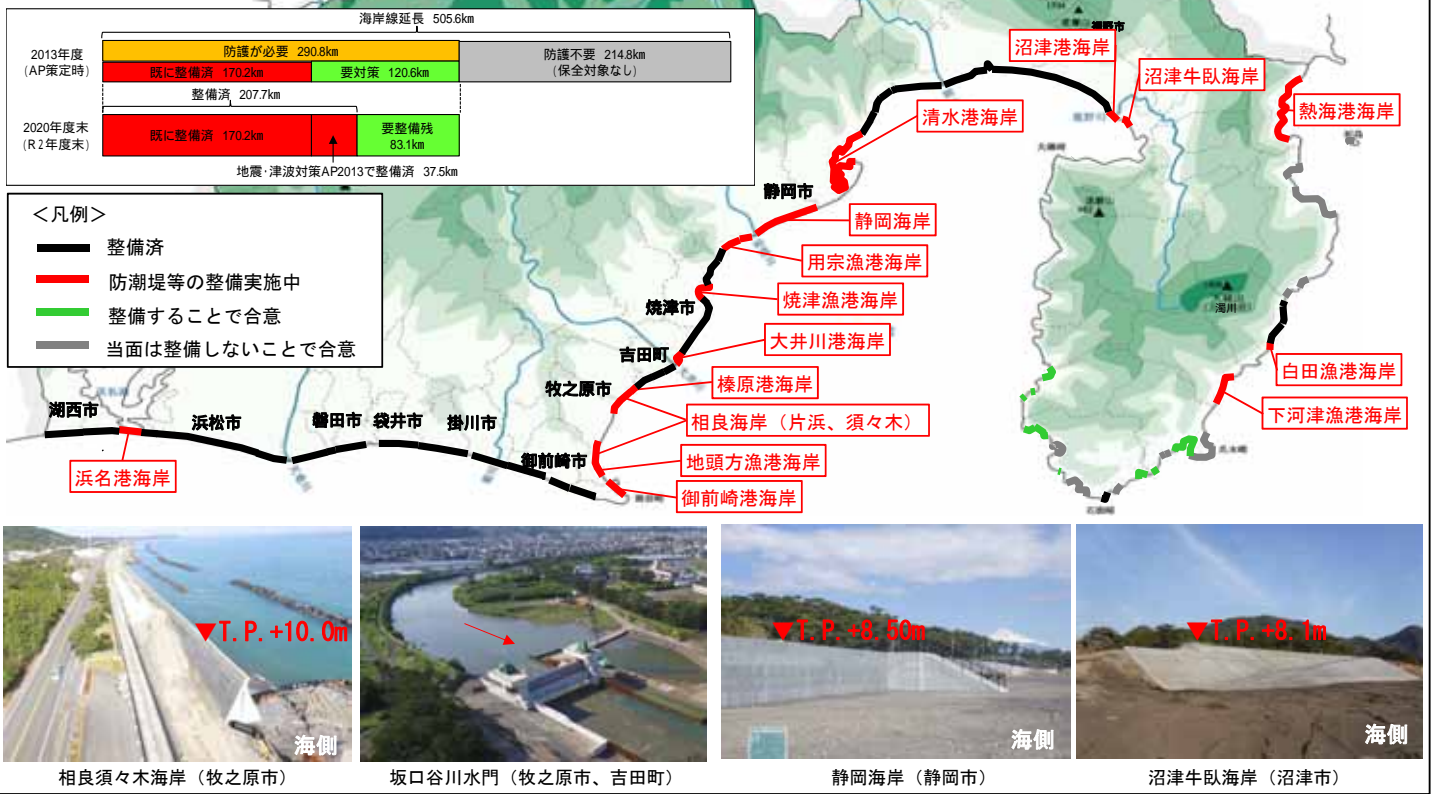 海岸線延長 505.6km
2013年度
(AP策定時)
防護が必要 290.8km
防護不要 214.8km
(保全対象なし)
既に整備済 170.2km
要対策 120.6km
整備済 207.7km
2020年度末
(R2年度末)
既に整備済 170.2km
要整備残
83.1km
地震・津波対策AP2013で整備済 37.5km
<凡例>
整備済
防潮堤等の整備実施中
整備することで合意
当面は整備しないことで合意
沼津港海岸
沼津牛臥海岸
熱海港海岸
清水港海岸
静岡市
静岡海岸
用宗漁港海岸
焼津市
焼津漁港海岸
吉田町
大井川港海岸
牧之原市
榛原港海岸
白田漁港海岸
相良海岸(片浜、須々木)
下河津漁港海岸
湖西市
浜松市
磐田市
袋井市
掛川市
御前崎市
地頭方漁港海岸
浜名港海岸
御前崎港海岸
▼T.P.+10.0m
海側
▼T.P.+8.50m
海側
▼T.P.+8.1m
海側
相良須々木海岸(牧之原市)
坂口谷川水門(牧之原市、吉田町)
静岡海岸(静岡市)
沼津牛臥海岸(沼津市)